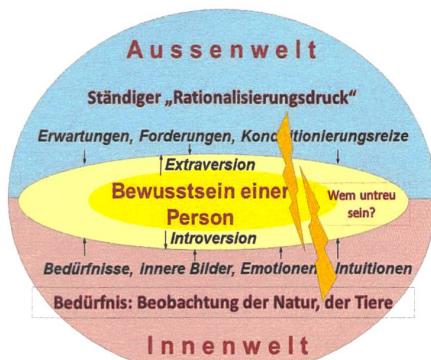 Aussenwelt
Ständiger „Rationalisierungsdruck“
Erwartungen, Forderungen, Konditionierungsreize
Extraversion
Bewusstsein einer
Person
Wem untreu
sein?
Introversion
Bedürfnisse, Innere Bilder, Emotionen, Intuitionen
Bedürfnis: Beobachtung der Natur, der Tiere
Innenwelt